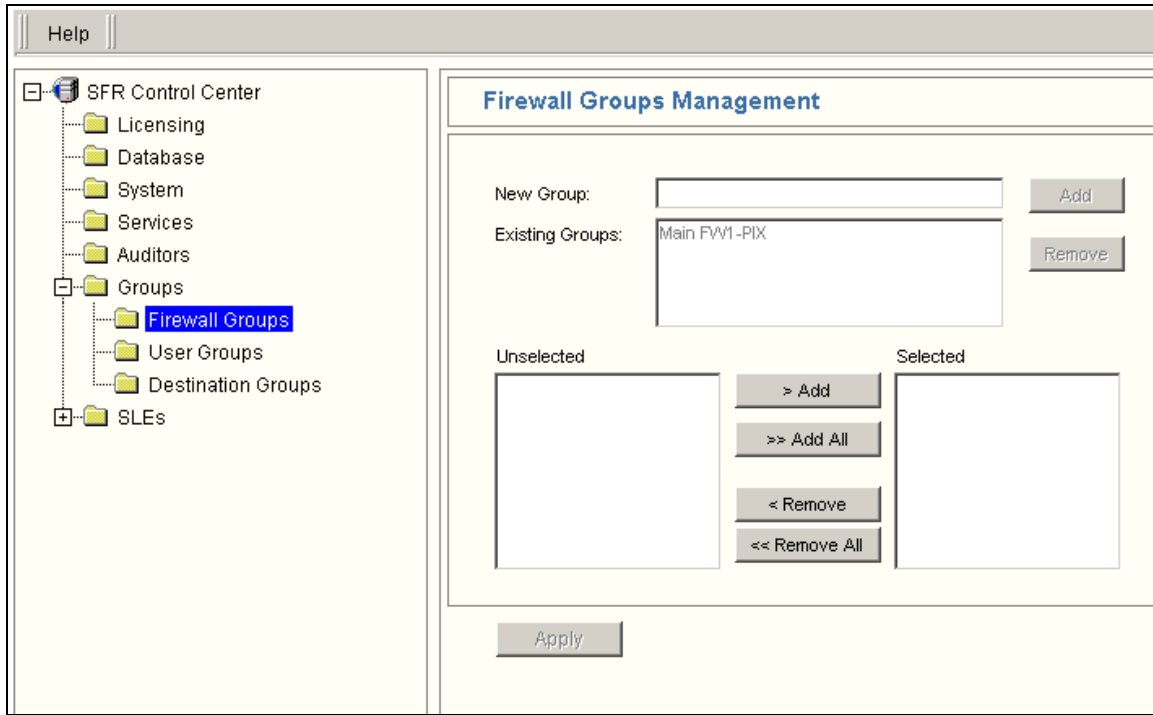 Help
SFR Control Center
Licensing
Database
System
Services
Auditors
Groups
Firewall Groups
User Groups
Destination Groups
SLEs
Firewall Groups Management
New Group:
Add
Existing Groups:
Main FW1-PIX
Remove
Unselected
Selected
> Add
>> Add All
< Remove
<< Remove All
Apply